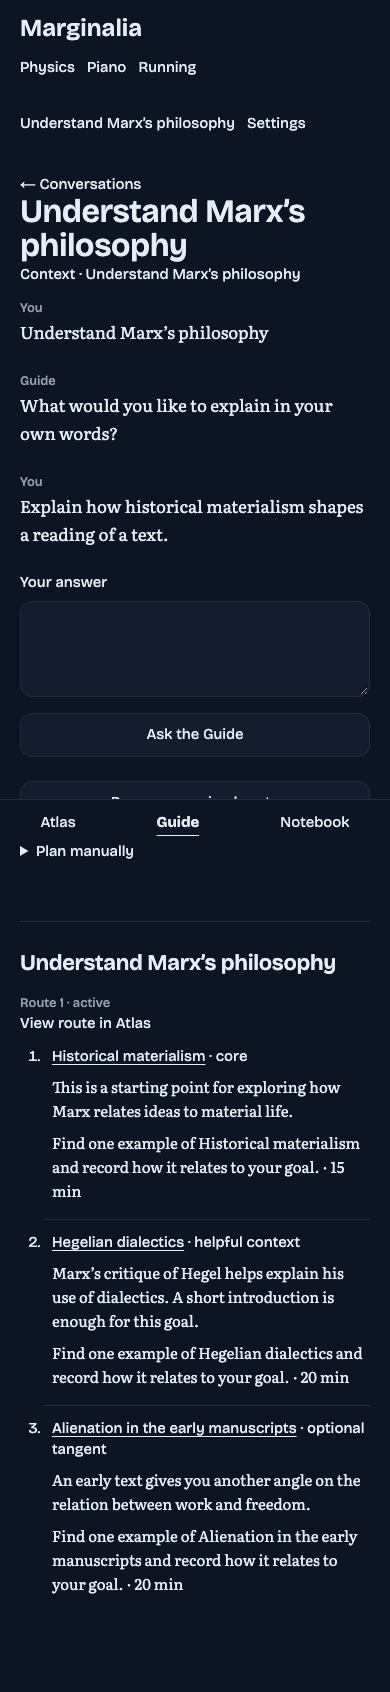 Marginalia
Physics Piano Running
Understand Marx's philosophy Settings
← Conversations
Understand Marx's
philosophy
Context · Understand Marx's philosophy
You
Understand Marx's philosophy
Guide
What would you like to explain in your
own words?
You
Explain how historical materialism shapes
a reading of a text.
Your answer
Ask the Guide
Atlas Guide Notebook
▶ Plan manually
Understand Marx's philosophy
Route 1 · active
View route in Atlas
1. Historical materialism · core
This is a starting point for exploring how
Marx relates ideas to material life.
Find one example of Historical materialism
and record how it relates to your goal. · 15
min
2. Hegelian dialectics · helpful context
Marx's critique of Hegel helps explain his
use of dialectics. A short introduction is
enough for this goal.
Find one example of Hegelian dialectics and
record how it relates to your goal. · 20 min
3. Alienation in the early manuscripts · optional
tangent
An early text gives you another angle on the
relation between work and freedom.
Find one example of Alienation in the early
manuscripts and record how it relates to
your goal. · 20 min